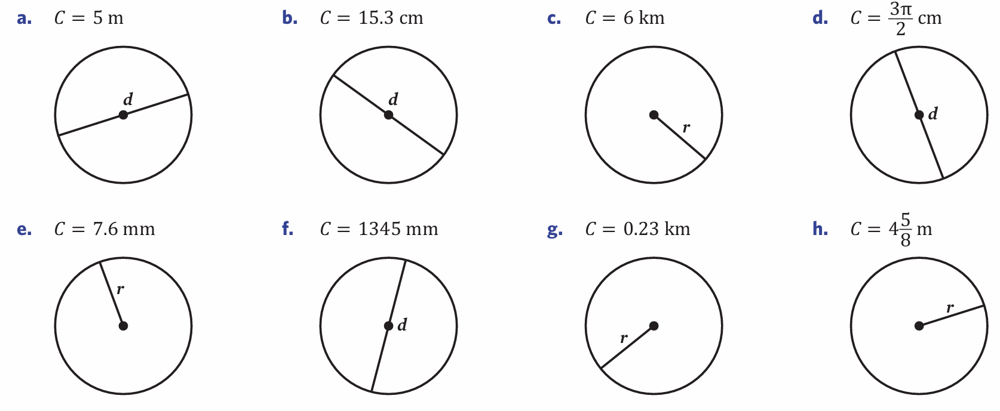 a. C = 5 m
b. C = 15.3 cm
c. C = 6 km
d. C = 3π/2 cm
d
d
r
d
e. C = 7.6 mm
f. C = 1345 mm
g. C = 0.23 km
h. C = 4 5/8 m
r
d
r
r